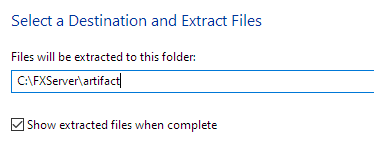 Select a Destination and Extract Files
Files will be extracted to this folder:
C:\FXServer\artifact
Show extracted files when complete